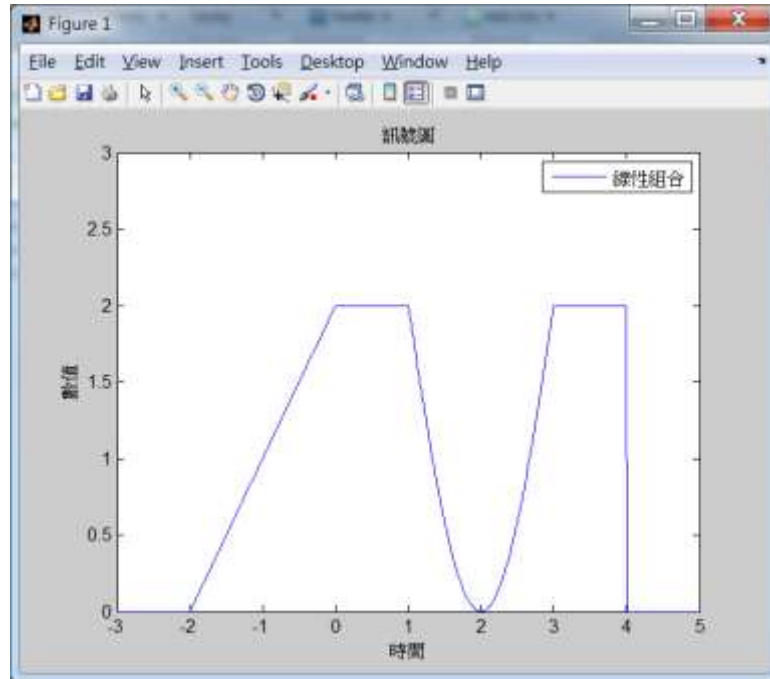 Figure 1
File Edit View Insert Tools Desktop Window Help
訊號圖
線性組合
數值
3
2.5
2
1.5
1
0.5
0
-3 -2 -1 0 1 2 3 4 5
時間